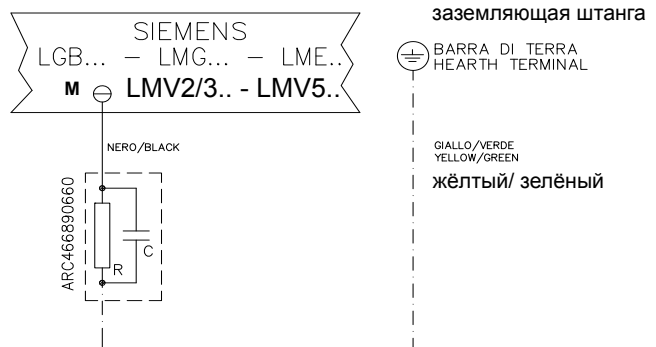 SIEMENS
LGB... – LMG... – LME..
M LMV2/3.. - LMV5..
NERO/BLACK
ARC466890660
R
C
заземляющая штанга
BARRA DI TERRA
HEARTH TERMINAL
GIALLO/VERDE
YELLOW/GREEN
жёлтый/ зелёный